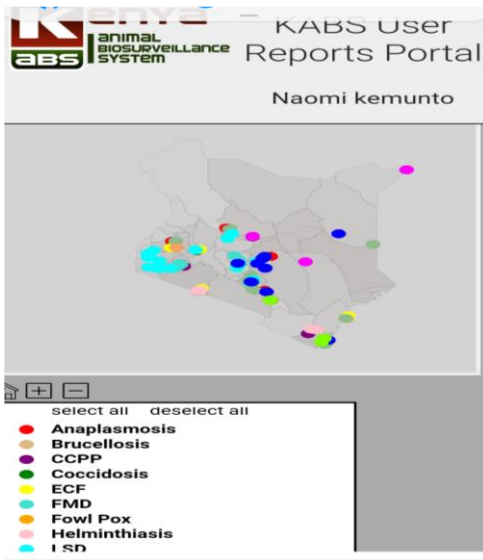 Kenya
ANIMAL
BIOSURVEILLANCE
SYSTEM
aBS
KABS User
Reports Portal
Naomi kemunto
select all deselect all
Anaplasmosis
Brucellosis
CCPP
Coccidosis
ECF
FMD
Fowl Pox
Helminthiasis
LSD